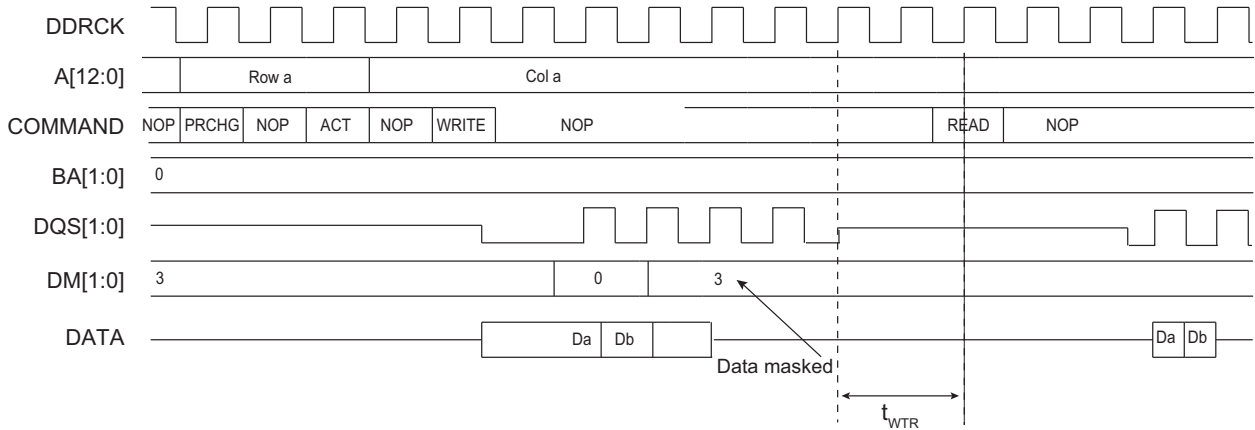 DDRCK
A[12:0] Row a Col a
COMMAND NOP PRCHG NOP ACT NOP WRITE NOP READ NOP
BA[1:0] 0
DQS[1:0]
DM[1:0] 3 0 3
DATA Da Db Da Db
Data masked
tWTR